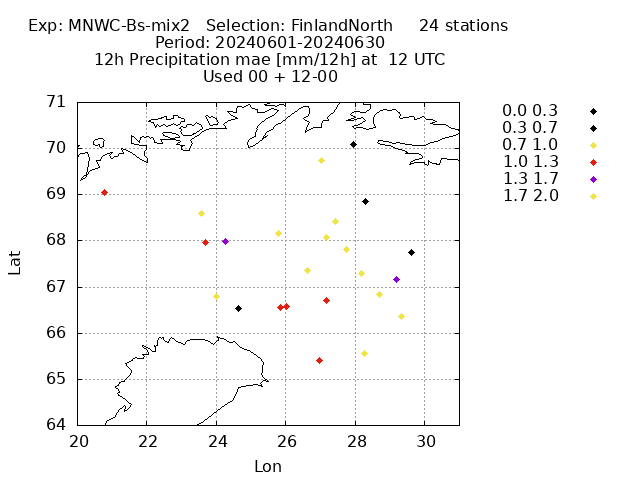 Exp: MNWC-Bs-mix2   Selection: FinlandNorth     24 stations
Period: 20240601-20240630
12h Precipitation mae [mm/12h] at  12 UTC
Used 00 + 12-00
71
70
69
68
67
66
65
64
20 22 24 26 28 30
Lat
Lon
0.0 0.3
0.3 0.7
0.7 1.0
1.0 1.3
1.3 1.7
1.7 2.0